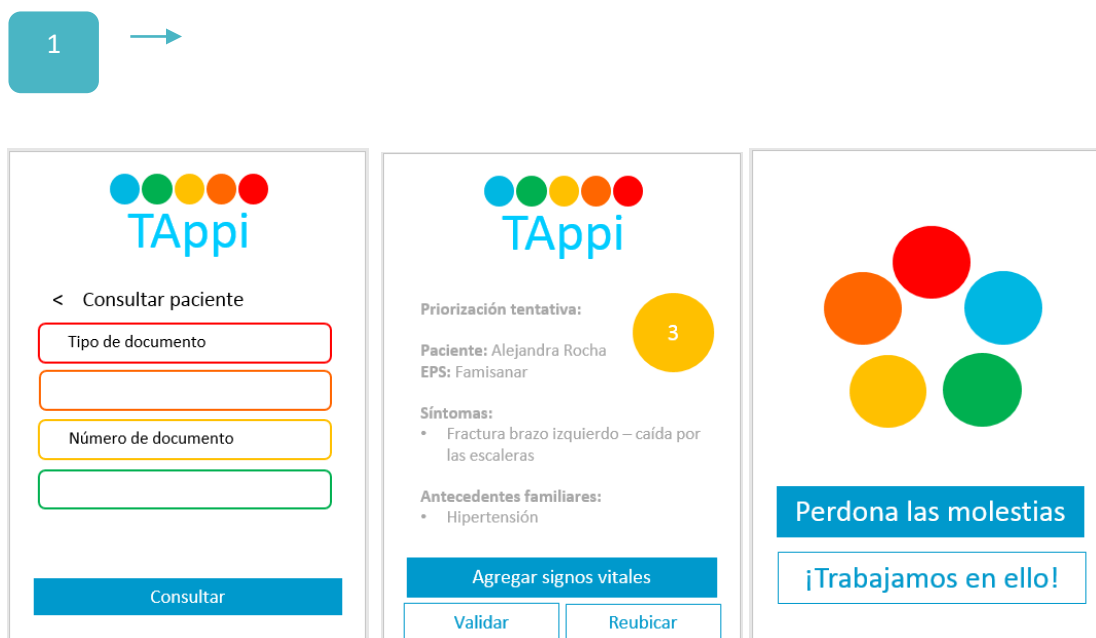 1
TAppi
< Consultar paciente
Tipo de documento
Número de documento
Consultar
TAppi
Priorización tentativa:
3
Paciente: Alejandra Rocha
EPS: Famisanar
Síntomas:
• Fractura brazo izquierdo – caída por
las escaleras
Antecedentes familiares:
• Hipertensión
Agregar signos vitales
Validar
Reubicar
Perdona las molestias
¡Trabajamos en ello!